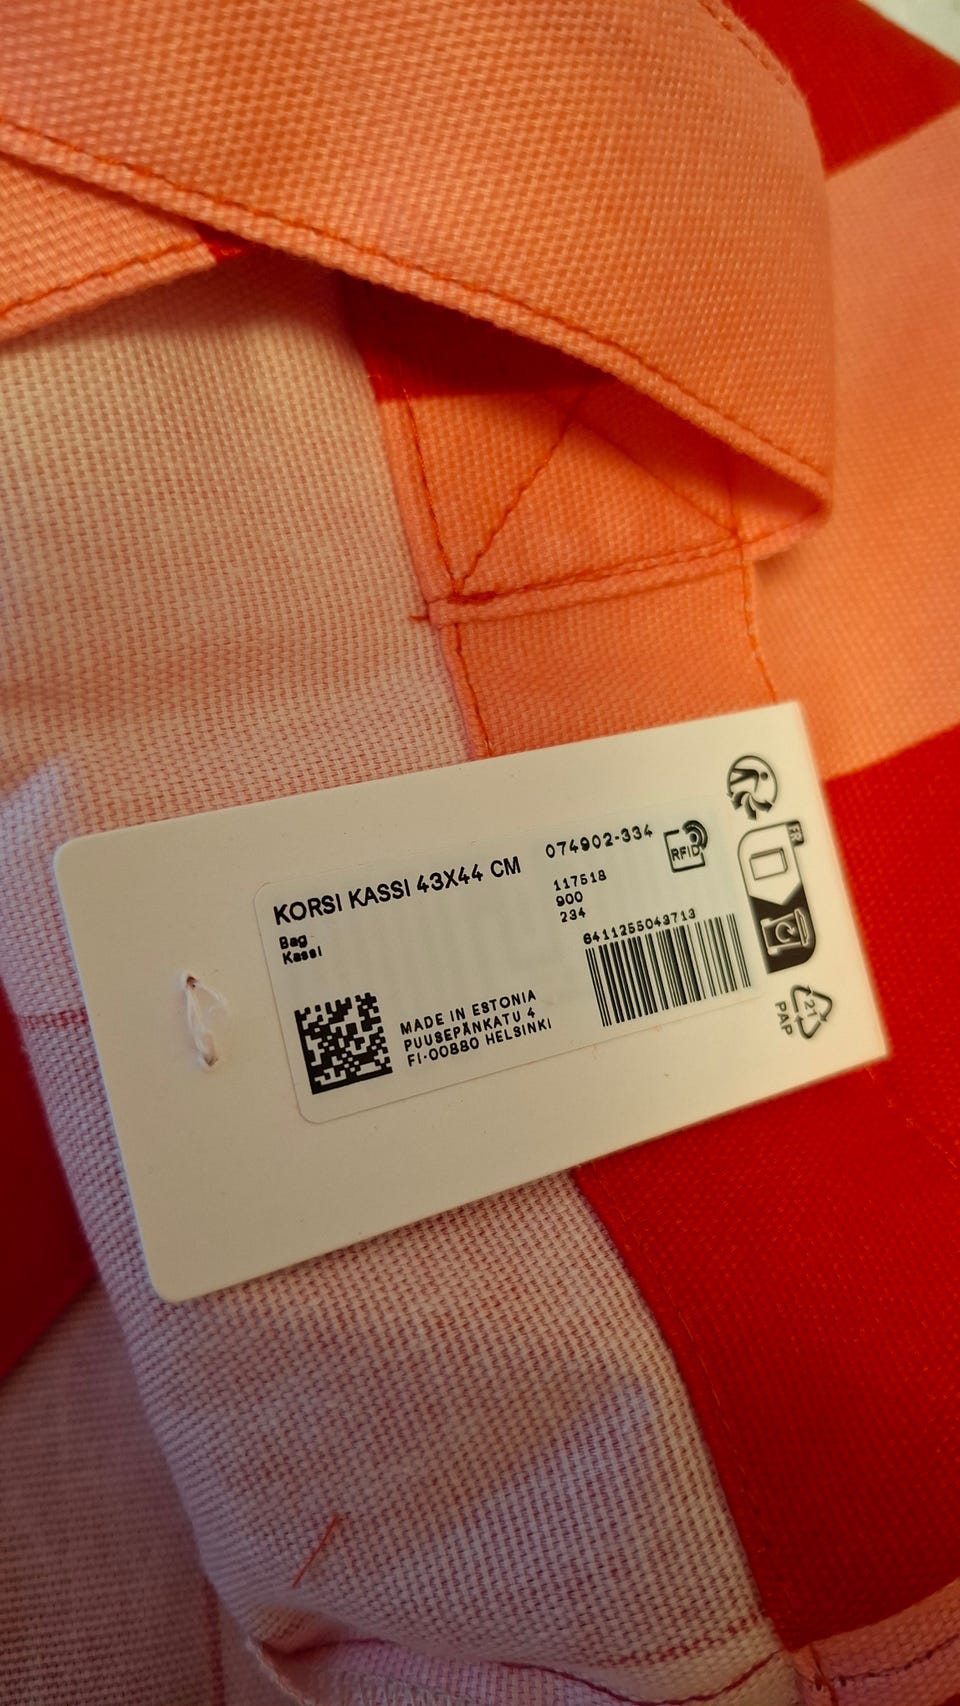 KORSI KASSI 43X44 CM
074902-334
RFID
Bag
Kassi
117518
900
234
6411255043713
MADE IN ESTONIA
PUUSEPÄNKATU 4
FI-00880 HELSINKI
FR
21
PAP